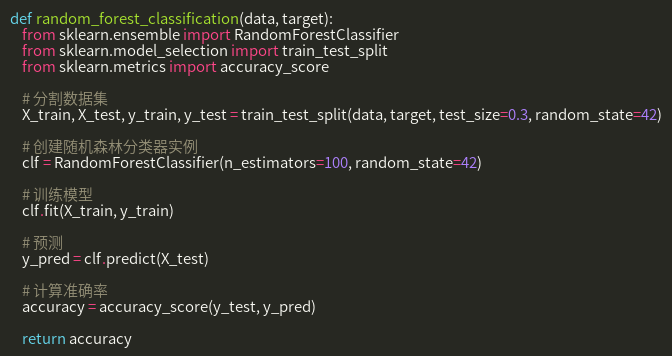 def random_forest_classification(data, target):
from sklearn.ensemble import RandomForestClassifier
from sklearn.model_selection import train_test_split
from sklearn.metrics import accuracy_score
# 分割数据集
X_train, X_test, y_train, y_test = train_test_split(data, target, test_size=0.3, random_state=42)
# 创建随机森林分类器实例
clf = RandomForestClassifier(n_estimators=100, random_state=42)
# 训练模型
clf.fit(X_train, y_train)
# 预测
y_pred = clf.predict(X_test)
# 计算准确率
accuracy = accuracy_score(y_test, y_pred)
return accuracy